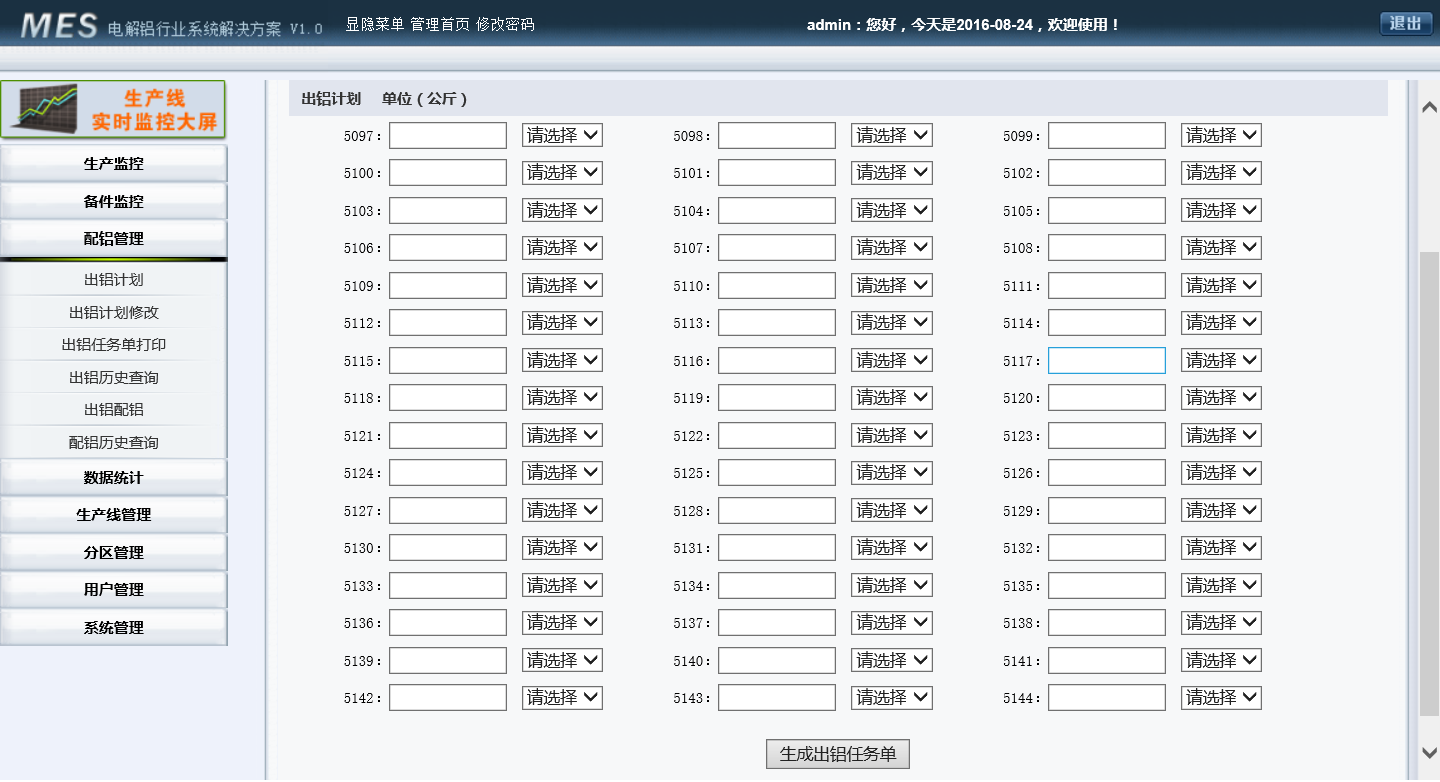 MES 电解铝行业系统解决方案 V1.0 显隐菜单 管理首页 修改密码 admin：您好，今天是2016-08-24，欢迎使用！ 退出
生产线
实时监控大屏
生产监控
备件监控
配铝管理
出铝计划
出铝计划修改
出铝任务单打印
出铝历史查询
出铝配铝
配铝历史查询
数据统计
生产线管理
分区管理
用户管理
系统管理
出铝计划 单位（公斤）
5097： 请选择 5098： 请选择 5099： 请选择
5100： 请选择 5101： 请选择 5102： 请选择
5103： 请选择 5104： 请选择 5105： 请选择
5106： 请选择 5107： 请选择 5108： 请选择
5109： 请选择 5110： 请选择 5111： 请选择
5112： 请选择 5113： 请选择 5114： 请选择
5115： 请选择 5116： 请选择 5117： 请选择
5118： 请选择 5119： 请选择 5120： 请选择
5121： 请选择 5122： 请选择 5123： 请选择
5124： 请选择 5125： 请选择 5126： 请选择
5127： 请选择 5128： 请选择 5129： 请选择
5130： 请选择 5131： 请选择 5132： 请选择
5133： 请选择 5134： 请选择 5135： 请选择
5136： 请选择 5137： 请选择 5138： 请选择
5139： 请选择 5140： 请选择 5141： 请选择
5142： 请选择 5143： 请选择 5144： 请选择
生成出铝任务单